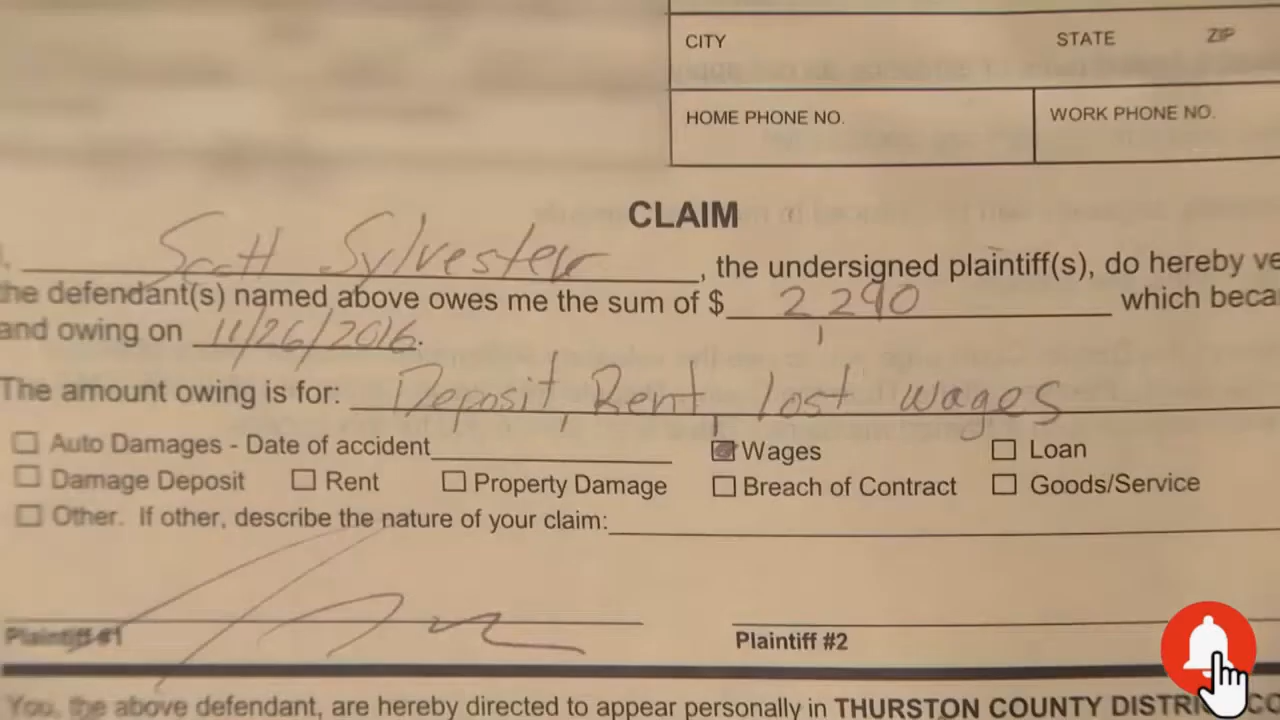 CITY STATE ZIP
HOME PHONE NO. WORK PHONE NO.
CLAIM
Scott Sylvester, the undersigned plaintiff(s), do hereby ve
the defendant(s) named above owes me the sum of $ 2,290 which beca
and owing on 11/26/2016.
The amount owing is for: Deposit, Rent, lost wages
Auto Damages - Date of accident Wages Loan
Damage Deposit Rent Property Damage Breach of Contract Goods/Service
Other. If other, describe the nature of your claim:
Plaintiff #1 Plaintiff #2
You, the above defendant, are hereby directed to appear personally in THURSTON COUNTY DISTRI CO